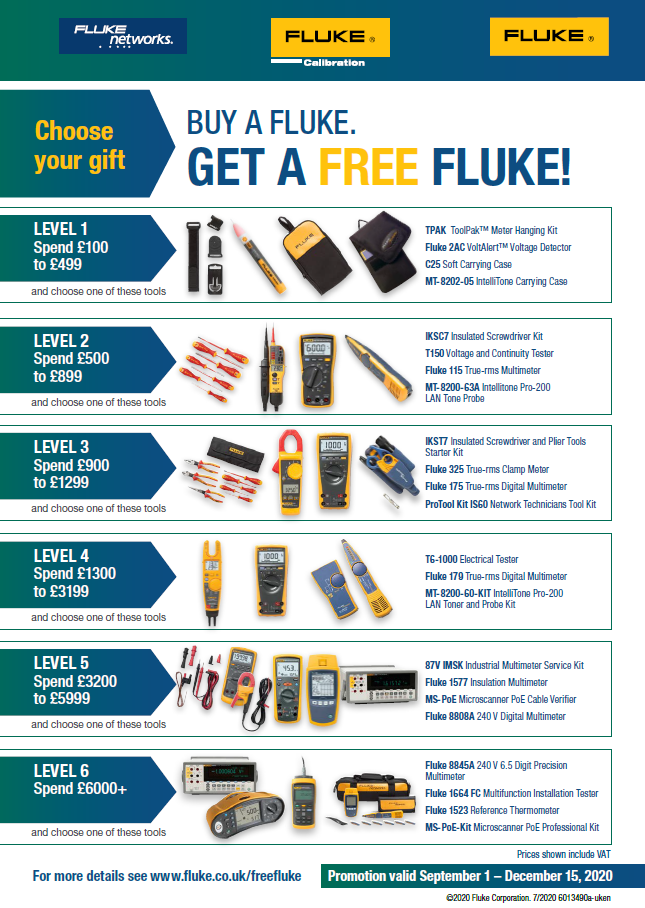 FLUKE
networks.
FLUKE ®
Calibration
FLUKE ®
Choose
your gift
BUY A FLUKE.
GET A FREE FLUKE!
LEVEL 1
Spend £100
to £499
and choose one of these tools
FLUKE
TPAK ToolPak™ Meter Hanging Kit
Fluke 2AC VoltAlert™ Voltage Detector
C25 Soft Carrying Case
MT-8202-05 IntelliTone Carrying Case
LEVEL 2
Spend £500
to £899
and choose one of these tools
600.0
IKSC7 Insulated Screwdriver Kit
T150 Voltage and Continuity Tester
Fluke 115 True-rms Multimeter
MT-8200-63A Intellitone Pro-200
LAN Tone Probe
LEVEL 3
Spend £900
to £1299
and choose one of these tools
FLUKE
1000
IKST7 Insulated Screwdriver and Plier Tools
Starter Kit
Fluke 325 True-rms Clamp Meter
Fluke 175 True-rms Digital Multimeter
ProTool Kit IS60 Network Technicians Tool Kit
LEVEL 4
Spend £1300
to £3199
and choose one of these tools
1000
T6-1000 Electrical Tester
Fluke 179 True-rms Digital Multimeter
MT-8200-60-KIT IntelliTone Pro-200
LAN Toner and Probe Kit
LEVEL 5
Spend £3200
to £5999
and choose one of these tools
453
87V IMSK Industrial Multimeter Service Kit
Fluke 1577 Insulation Multimeter
MS-PoE Microscanner PoE Cable Verifier
Fluke 8808A 240 V Digital Multimeter
LEVEL 6
Spend £6000+
and choose one of these tools
500
Fluke 8845A 240 V 6.5 Digit Precision
Multimeter
Fluke 1664 FC Multifunction Installation Tester
Fluke 1523 Reference Thermometer
MS-PoE-Kit Microscanner PoE Professional Kit
Prices shown include VAT
For more details see www.fluke.co.uk/freefluke
Promotion valid September 1 – December 15, 2020
©2020 Fluke Corporation. 7/2020 6013490a-uken